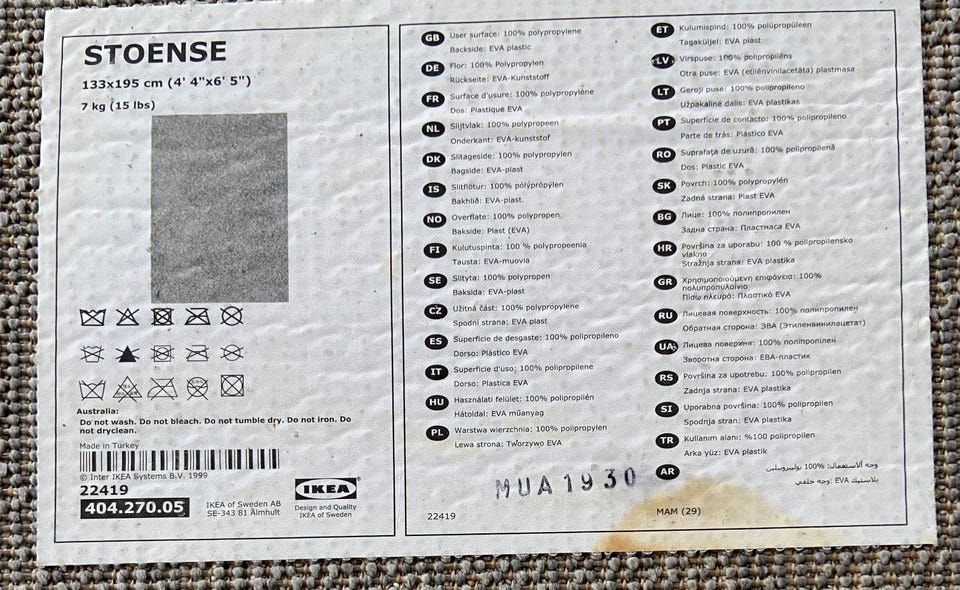 STOENSE
133x195 cm (4' 4"x6' 5")
7 kg (15 lbs)
Australia:
Do not wash. Do not bleach. Do not tumble dry. Do not iron. Do
not dryclean.
Made in Turkey
© Inter IKEA Systems B.V. 1999
22419
404.270.05
IKEA of Sweden AB
SE-343 81 Älmhult
IKEA
Design and Quality
IKEA of Sweden
GB User surface: 100% polypropylene
Backside: EVA plastic
DE Flor: 100% Polypropylen
Rückseite: EVA-Kunststoff
FR Surface d'usure: 100% polypropylène
Dos: Plastique EVA
NL Slijtvlak: 100% polypropeen
Onderkant: EVA-kunststof
DK Slitageside: 100% polypropylen
Bagside: EVA-plast
IS Slitflötur: 100% pólýprópýlen
Bakhlið: EVA-plast.
NO Overflate: 100% polypropen
Bakside: Plast (EVA)
FI Kulutuspinta: 100 % polypropeenia
Tausta: EVA-muovia
SE Slityta: 100% polypropen
Baksida: EVA-plast
CZ Užitná část: 100% polypropylene
Spodní strana: EVA plast
ES Superficie de desgaste: 100% polipropileno
Dorso: Plástico EVA
IT Superficie d'uso: 100% polipropilene
Dorso: Plastica EVA
HU Használati felület: 100% polipropilén
Hátoldal: EVA műanyag
PL Warstwa wierzchnia: 100% polipropylen
Lewa strona: Tworzywo EVA
22419
MUA1930
ET Kulumispind: 100% polüpropüleen
Tagaküljel: EVA plast
LV Virspuse: 100% polipropilēns
Otra puse: EVA (etilēnvinilacetāta) plastmasa
LT Geroji pusė: 100% polipropileno
Užpakalinė dalis: EVA plastikas
PT Superfície de contacto: 100% polipropileno
Parte de trás: Plástico EVA
RO Suprafaţa de uzură: 100% polipropilenă
Dos: Plastic EVA
SK Povrch: 100% polypropylén
Zadná strana: Plast EVA
BG Лице: 100% полипропилен
Задна страна: Пластмаса EVA
HR Površina za uporabu: 100 % polipropilensko
vlakno
Stražnja strana: EVA plastika
GR Χρησιμοποιούμενη επιφάνεια: 100%
πολυπροπυλαίνιο
Πίσω πλευρό: Πλαστικό EVA
RU Лицевая поверхность: 100% полипропилен
Обратная сторона: ЭВА (Этиленвинилацетат)
UA Лицева поверхня: 100% поліпропілен
Зворотна сторона: ЕВА-пластик
RS Površina za upotrebu: 100% polipropilen
Zadnja strana: EVA plastika
SI Uporabna površina: 100% polipropilen
Spodnja stran: EVA plastika
TR Kullanım alanı: %100 polipropilen
Arka yüz: EVA plastik
AR وجه الاستعمال: 100% بوليبروبيلين
وجه خلفي: EVA بلاستيك
MAM (29)